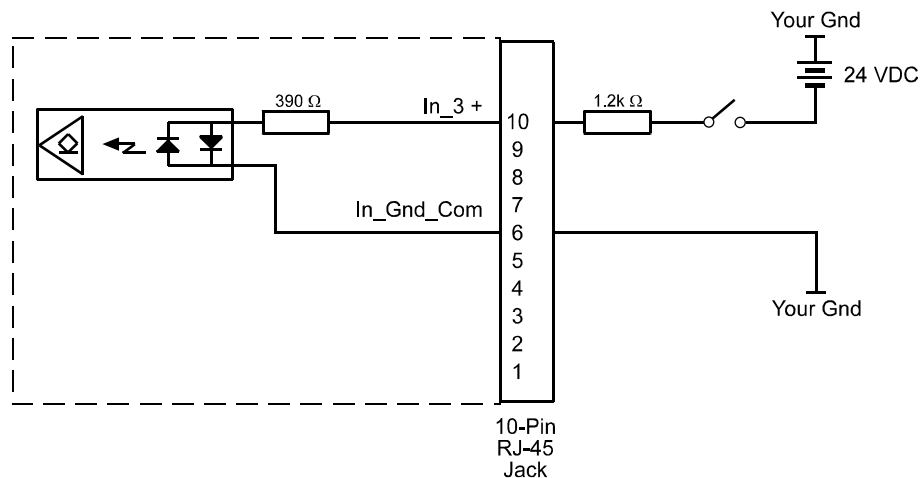 Your Gnd
24 VDC
390 Ω
In_3 +
1.2k Ω
10
9
8
7
In_Gnd_Com
6
5
4
3
2
1
Your Gnd
10-Pin
RJ-45
Jack